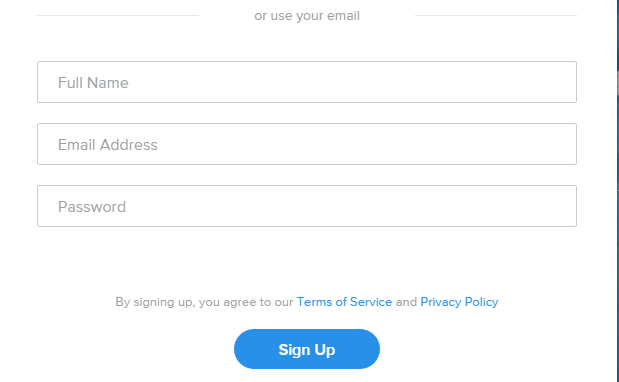 or use your email
Full Name
Email Address
Password
By signing up, you agree to our Terms of Service and Privacy Policy
Sign Up